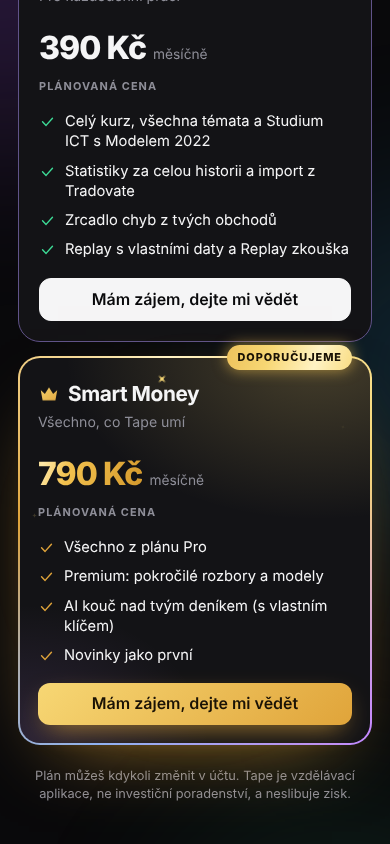 390 Kč měsíčně
PLÁNOVANÁ CENA
Celý kurz, všechna témata a Studium
ICT s Modelem 2022
Statistiky za celou historii a import z
Tradovate
Zrcadlo chyb z tvých obchodů
Replay s vlastními daty a Replay zkouška
Mám zájem, dejte mi vědět
DOPORUČUJEME
Smart Money
Všechno, co Tape umí
790 Kč měsíčně
PLÁNOVANÁ CENA
Všechno z plánu Pro
Premium: pokročilé rozbory a modely
AI kouč nad tvým deníkem (s vlastním
klíčem)
Novinky jako první
Mám zájem, dejte mi vědět
Plán můžeš kdykoli změnit v účtu. Tape je vzdělávací
aplikace, ne investiční poradenství, a neslibuje zisk.